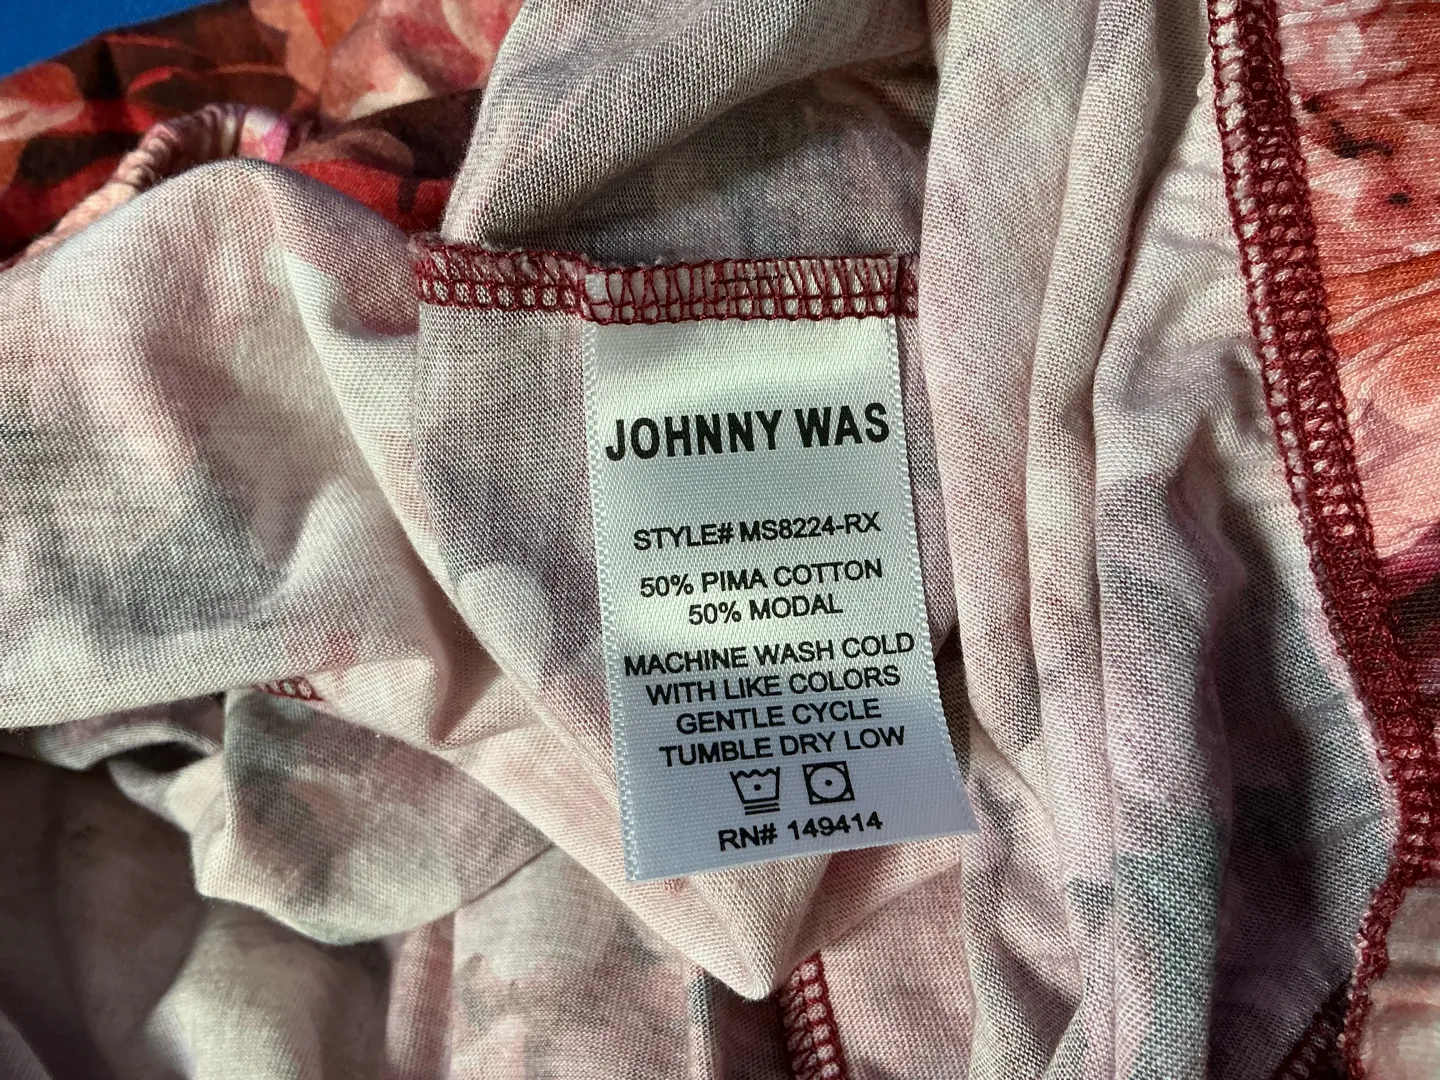 JOHNNY WAS
STYLE# MS8224-RX
50% PIMA COTTON
50% MODAL
MACHINE WASH COLD
WITH LIKE COLORS
GENTLE CYCLE
TUMBLE DRY LOW
RN# 149414